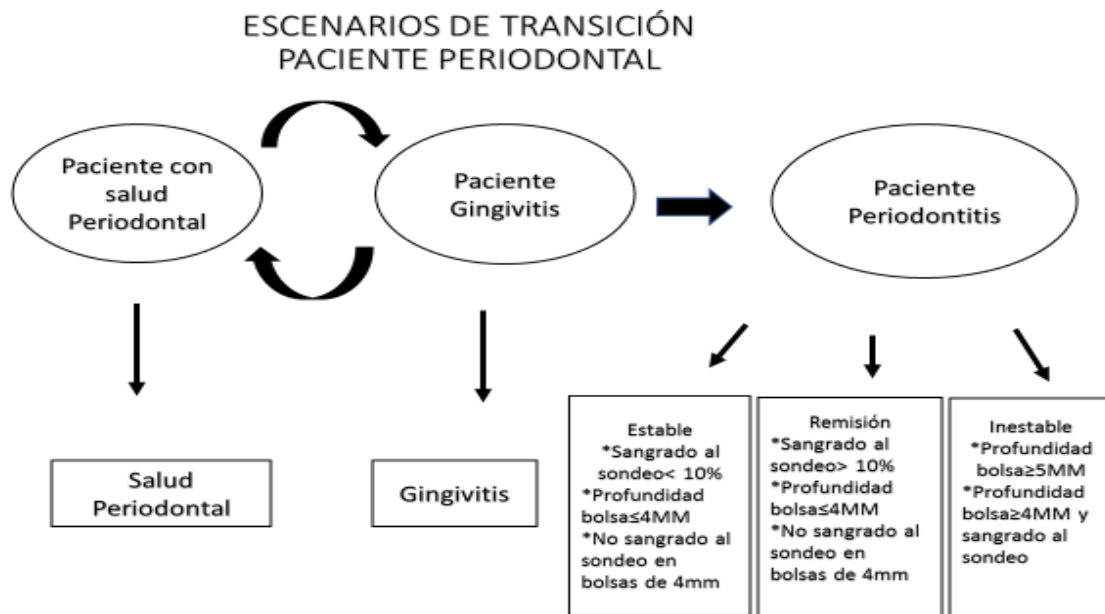 ESCENARIOS DE TRANSICIÓN
PACIENTE PERIODONTAL
Paciente con
salud
Periodontal
Paciente
Gingivitis
Paciente
Periodontitis
Salud
Periodontal
Gingivitis
Estable
*Sangrado al
sondeo< 10%
*Profundidad
bolsa≤4MM
*No sangrado al
sondeo en
bolsas de 4mm
Remisión
*Sangrado al
sondeo> 10%
*Profundidad
bolsa≤4MM
*No sangrado al
sondeo en
bolsas de 4mm
Inestable
*Profundidad
bolsa≥5MM
*Profundidad
bolsa≥4MM y
sangrado al
sondeo